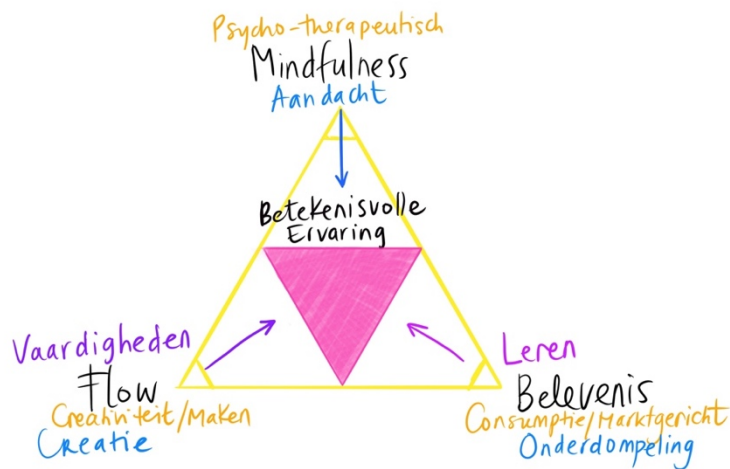 Psycho-therapeutisch
Mindfulness
Aandacht
Betekenisvolle
Ervaring
Vaardigheden
Flow
Creativiteit/Maken
Creatie
Leren
Belevenis
Consumptie/Marktgericht
Onderdompeling